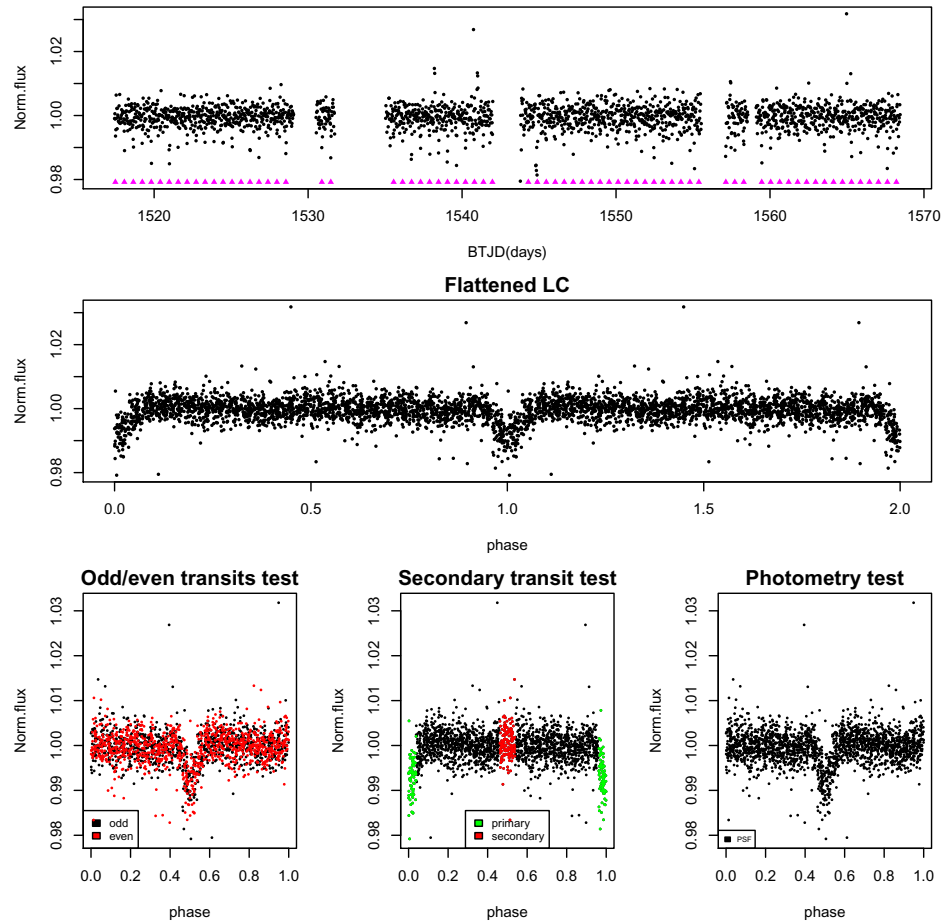 Norm.flux
1.02
1.00
0.98
1520
1530
1540
1550
1560
1570
BTJD(days)
Flattened LC
Norm.flux
1.02
1.00
0.98
0.0
0.5
1.0
1.5
2.0
phase
Odd/even transits test
Norm.flux
1.03
1.02
1.01
1.00
0.99
0.98
odd
even
0.0 0.2 0.4 0.6 0.8 1.0
phase
Secondary transit test
Norm.flux
1.03
1.02
1.01
1.00
0.99
0.98
primary
secondary
0.0 0.2 0.4 0.6 0.8 1.0
phase
Photometry test
Norm.flux
1.03
1.02
1.01
1.00
0.99
0.98
PSF
0.0 0.2 0.4 0.6 0.8 1.0
phase